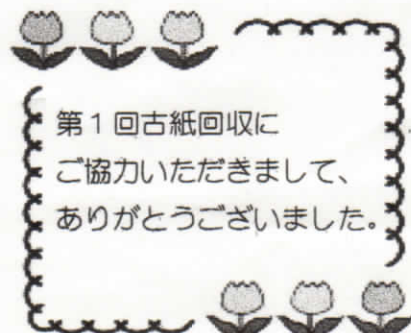 第１回古紙回収に
ご協力いただきまして、
ありがとうございました。